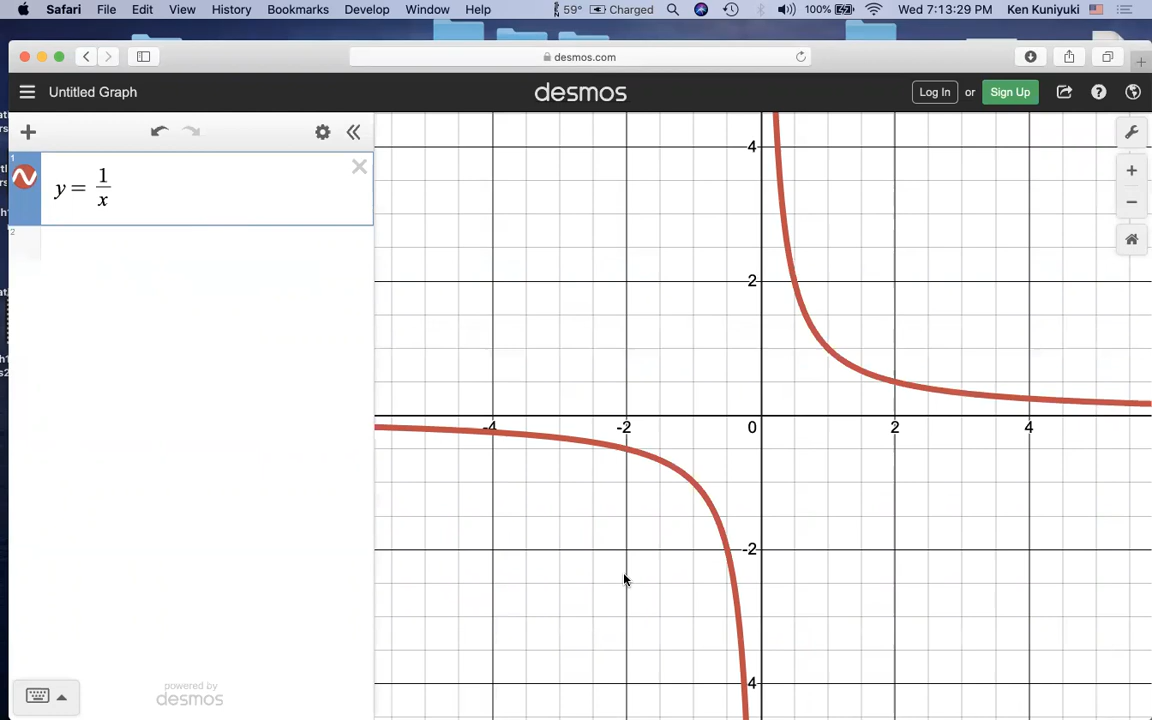 Safari File Edit View History Bookmarks Develop Window Help 59° Charged 100% Wed 7:13:29 PM Ken Kuniyuki
desmos.com
Untitled Graph desmos Log In or Sign Up
1
y = 1/x
2
4
2
-4 -2 0 2 4
-2
4
powered by
desmos